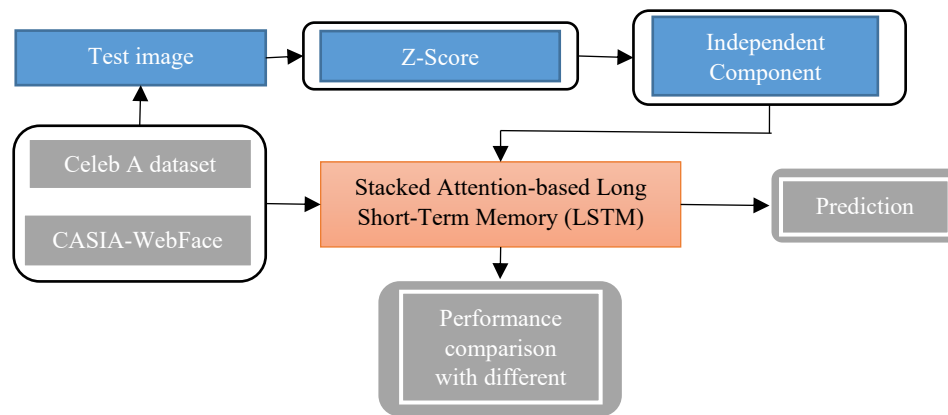 Test image
Z-Score
Independent
Component
Celeb A dataset
CASIA-WebFace
Stacked Attention-based Long
Short-Term Memory (LSTM)
Prediction
Performance
comparison
with different